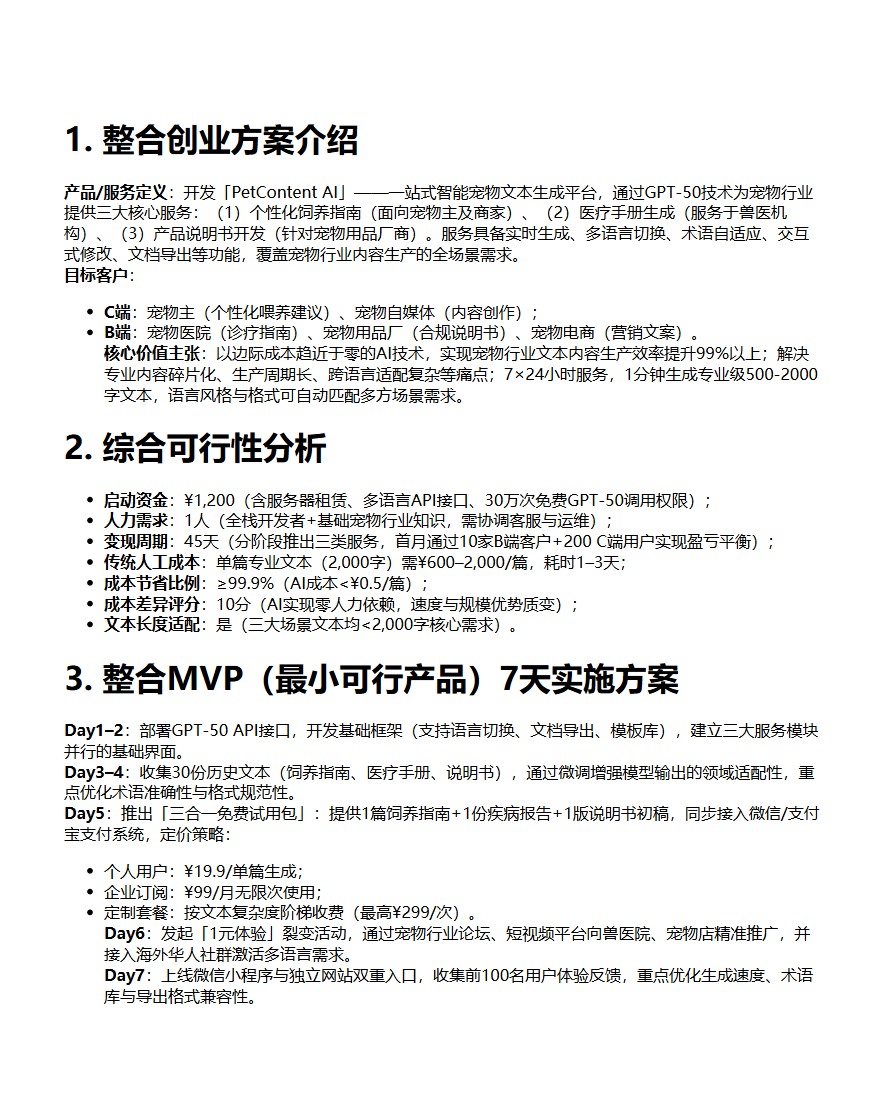 1. 整合创业方案介绍
产品/服务定义：开发「PetContent AI」———站式智能宠物文本生成平台，通过GPT-50技术为宠物行业
提供三大核心服务：（1）个性化饲养指南（面向宠物主及商家）、（2）医疗手册生成（服务于兽医机
构）、（3）产品说明书开发（针对宠物用品厂商）。服务具备实时生成、多语言切换、术语自适应、交互
式修改、文档导出等功能，覆盖宠物行业内容生产的全场景需求。
目标客户：
• C端：宠物主（个性化喂养建议）、宠物自媒体（内容创作）；
• B端：宠物医院（诊疗指南）、宠物用品厂（合规说明书）、宠物电商（营销文案）。
核心价值主张：以边际成本趋近于零的AI技术，实现宠物行业文本内容生产效率提升99%以上；解决
专业内容碎片化、生产周期长、跨语言适配复杂等痛点；7×24小时服务，1分钟生成专业级500-2000
字文本，语言风格与格式可自动匹配多方场景需求。
2. 综合可行性分析
• 启动资金：¥1,200（含服务器租赁、多语言API接口、30万次免费GPT-50调用权限）；
• 人力需求：1人（全栈开发者+基础宠物行业知识，需协调客服与运维）；
• 变现周期：45天（分阶段推出三类服务，首月通过10家B端客户+200 C端用户实现盈亏平衡）；
• 传统人工成本：单篇专业文本（2,000字）需¥600–2,000/篇，耗时1–3天；
• 成本节省比例：≥99.9%（AI成本<¥0.5/篇）；
• 成本差异评分：10分（AI实现零人力依赖，速度与规模优势质变）；
• 文本长度适配：是（三大场景文本均<2,000字核心需求）。
3. 整合MVP（最小可行产品）7天实施方案
Day1–2：部署GPT-50 API接口，开发基础框架（支持语言切换、文档导出、模板库），建立三大服务模块
并行的基础界面。
Day3–4：收集30份历史文本（饲养指南、医疗手册、说明书），通过微调增强模型输出的领域适配性，重
点优化术语准确性与格式规范性。
Day5：推出「三合一免费试用包」：提供1篇饲养指南+1份疾病报告+1版说明书初稿，同步接入微信/支付
宝支付系统，定价策略：
• 个人用户：¥19.9/单篇生成；
• 企业订阅：¥99/月无限次使用；
• 定制套餐：按文本复杂度阶梯收费（最高¥299/次）。
Day6：发起「1元体验」裂变活动，通过宠物行业论坛、短视频平台向兽医院、宠物店精准推广，并
接入海外华人社群激活多语言需求。
Day7：上线微信小程序与独立网站双重入口，收集前100名用户体验反馈，重点优化生成速度、术语
库与导出格式兼容性。